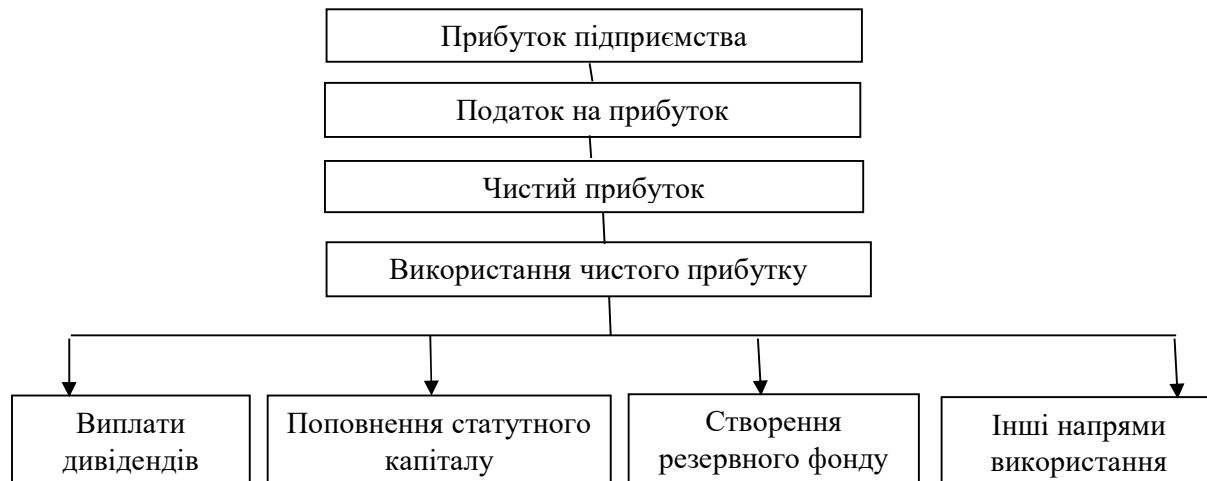 Прибуток підприємства
Податок на прибуток
Чистий прибуток
Використання чистого прибутку
Виплати
дивідендів
Поповнення статутного
капіталу
Створення
резервного фонду
Інші напрями
використання